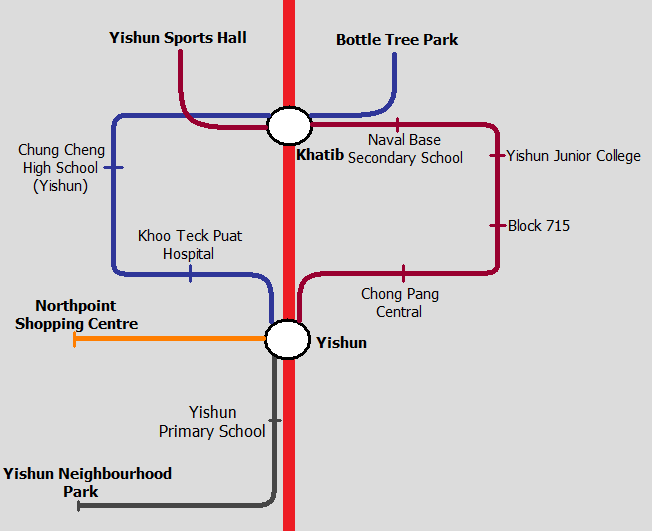 Yishun Sports Hall
Bottle Tree Park
Chung Cheng
High School
(Yishun)
Khatib
Naval Base
Secondary School
Yishun Junior College
Block 715
Khoo Teck Puat
Hospital
Chong Pang
Central
Northpoint
Shopping Centre
Yishun
Yishun
Primary School
Yishun Neighbourhood
Park